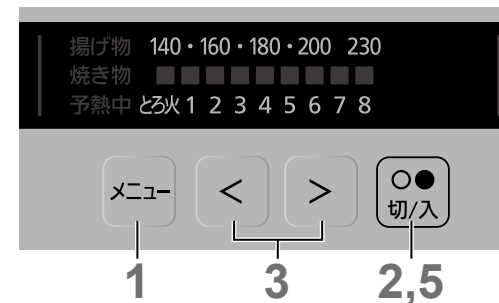 揚げ物 140・160・180・200 230
焼き物
予熱中 とろ火 1 2 3 4 5 6 7 8
メニュー < > 切/入
1 3 2,5